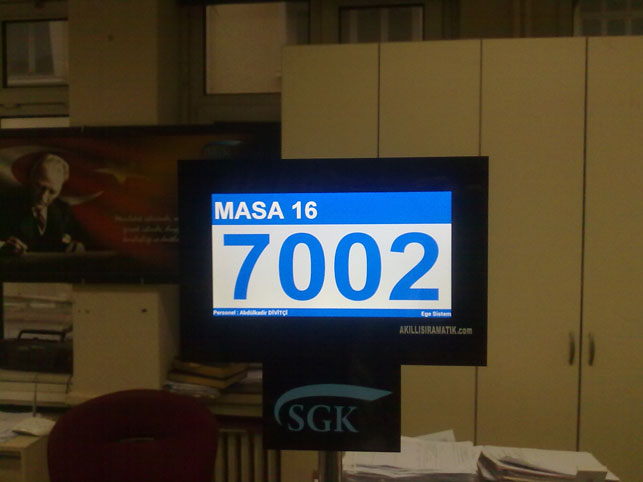 MASA 16
7002
Personel : Abdülkadir DİVİTÇİ
Ege Sistem
AKILLISIRAMATIK.com
SGK